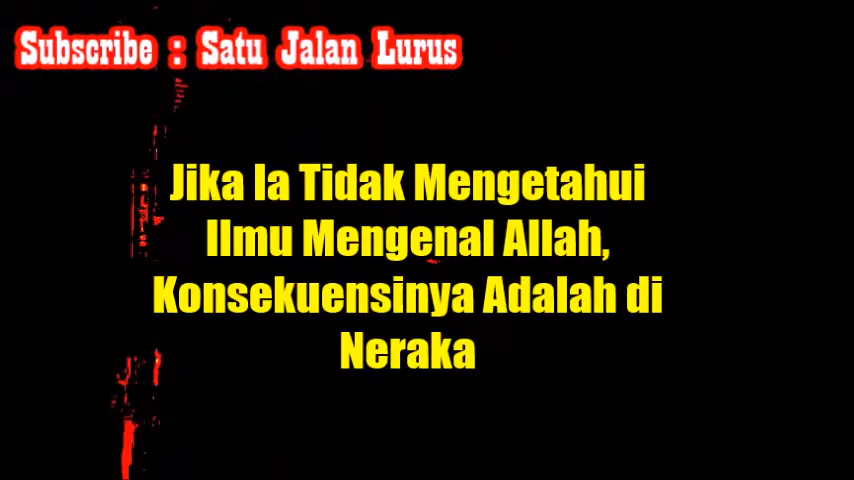 Subscribe : Satu Jalan Lurus
Jika Ia Tidak Mengetahui
Ilmu Mengenal Allah,
Konsekuensinya Adalah di
Neraka